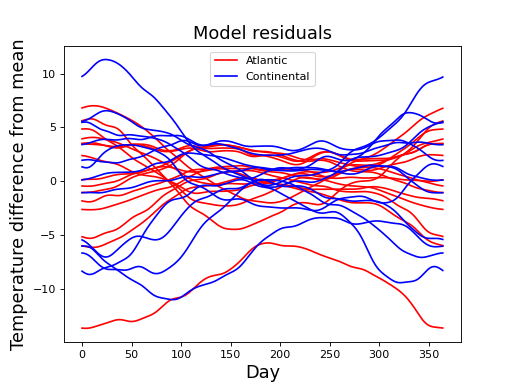 Model residuals
Atlantic
Continental
Temperature difference from mean
10
5
0
−5
−10
0
50
100
150
200
250
300
350
Day